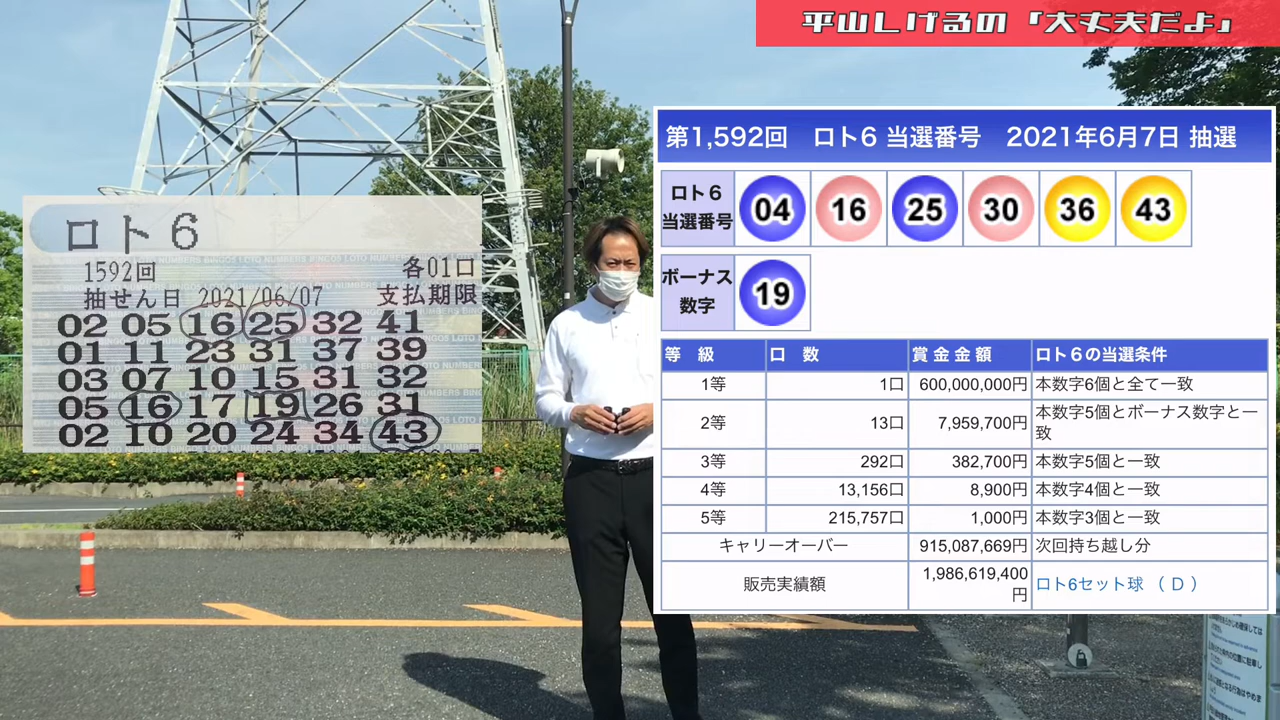 平山しげるの「大丈夫だよ」
ロト6
1592回 各01口
抽せん日 2021/06/07 支払期限
02 05 16 25 32 41
01 11 23 31 37 39
03 07 10 15 31 32
05 16 17 19 26 31
02 10 20 24 34 43
第1,592回 ロト6 当選番号 2021年6月7日 抽選
ロト6当選番号 04 16 25 30 36 43
ボーナス数字 19
等 級 口 数 賞 金 金 額 ロト６の当選条件
1等 1口 600,000,000円 本数字6個と全て一致
2等 13口 7,959,700円 本数字5個とボーナス数字と一致
3等 292口 382,700円 本数字5個と一致
4等 13,156口 8,900円 本数字4個と一致
5等 215,757口 1,000円 本数字3個と一致
キャリーオーバー 915,087,669円 次回持ち越し分
販売実績額 1,986,619,400円 ロト6セット球 （Ｄ）